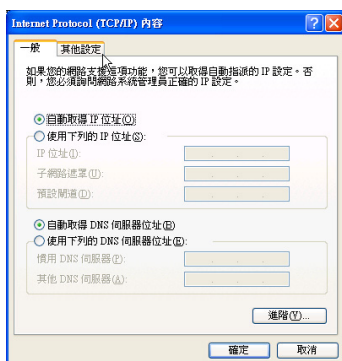 Internet Protocol (TCP/IP) 內容
一般 其他設定
如果您的網路支援這項功能，您可以取得自動指派的 IP 設定。否
則，您必須詢問網路系統管理員正確的 IP 設定。
自動取得 IP 位址(O)
使用下列的 IP 位址(S):
IP 位址(I):
子網路遮罩(U):
預設閘道(D):
自動取得 DNS 伺服器位址(B)
使用下列的 DNS 伺服器位址(E):
慣用 DNS 伺服器(P):
其他 DNS 伺服器(A):
進階(V)...
確定 取消